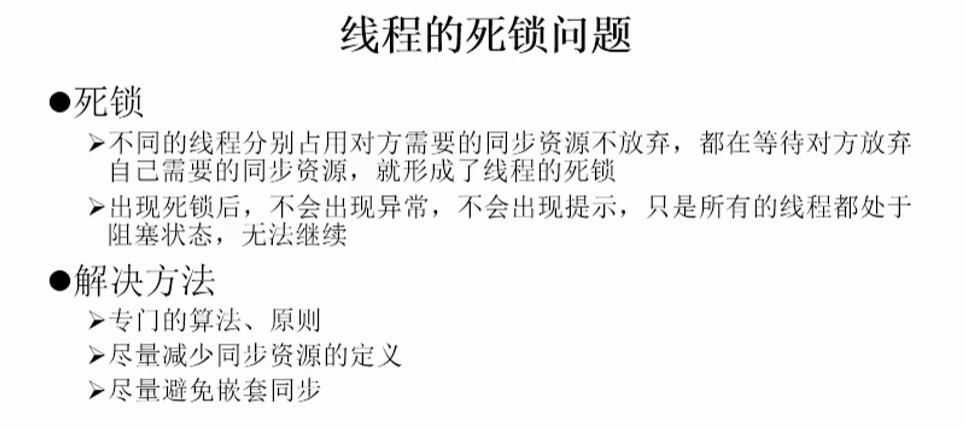 线程的死锁问题
●死锁
➢不同的线程分别占用对方需要的同步资源不放弃，都在等待对方放弃
自己需要的同步资源，就形成了线程的死锁
➢出现死锁后，不会出现异常，不会出现提示，只是所有的线程都处于
阻塞状态，无法继续
●解决方法
➢专门的算法、原则
➢尽量减少同步资源的定义
➢尽量避免嵌套同步